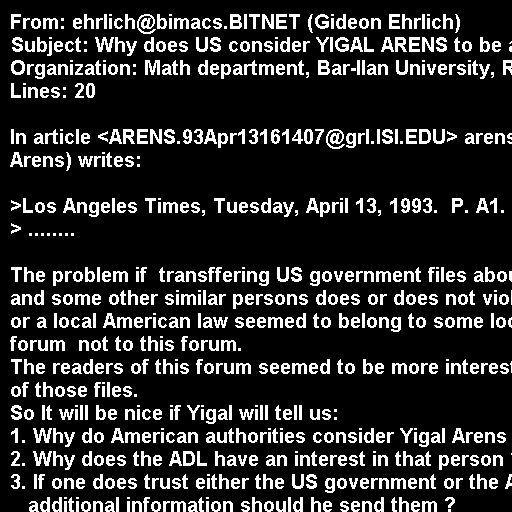 From: ehrlich@bimacs.BITNET (Gideon Ehrlich)
Subject: Why does US consider YIGAL ARENS to be a
Organization: Math department, Bar-Ilan University, R
Lines: 20

In article <ARENS.93Apr13161407@grl.ISI.EDU> arens
Arens) writes:

>Los Angeles Times, Tuesday, April 13, 1993.  P. A1.
> ........

The problem if  transffering US government files abou
and some other similar persons does or does not viol
or a local American law seemed to belong to some loc
forum  not to this forum.
The readers of this forum seemed to be more interest
of those files.
So It will be nice if Yigal will tell us:
1. Why do American authorities consider Yigal Arens
2. Why does the ADL have an interest in that person
3. If one does trust either the US government or the A
   additional information should he send them ?